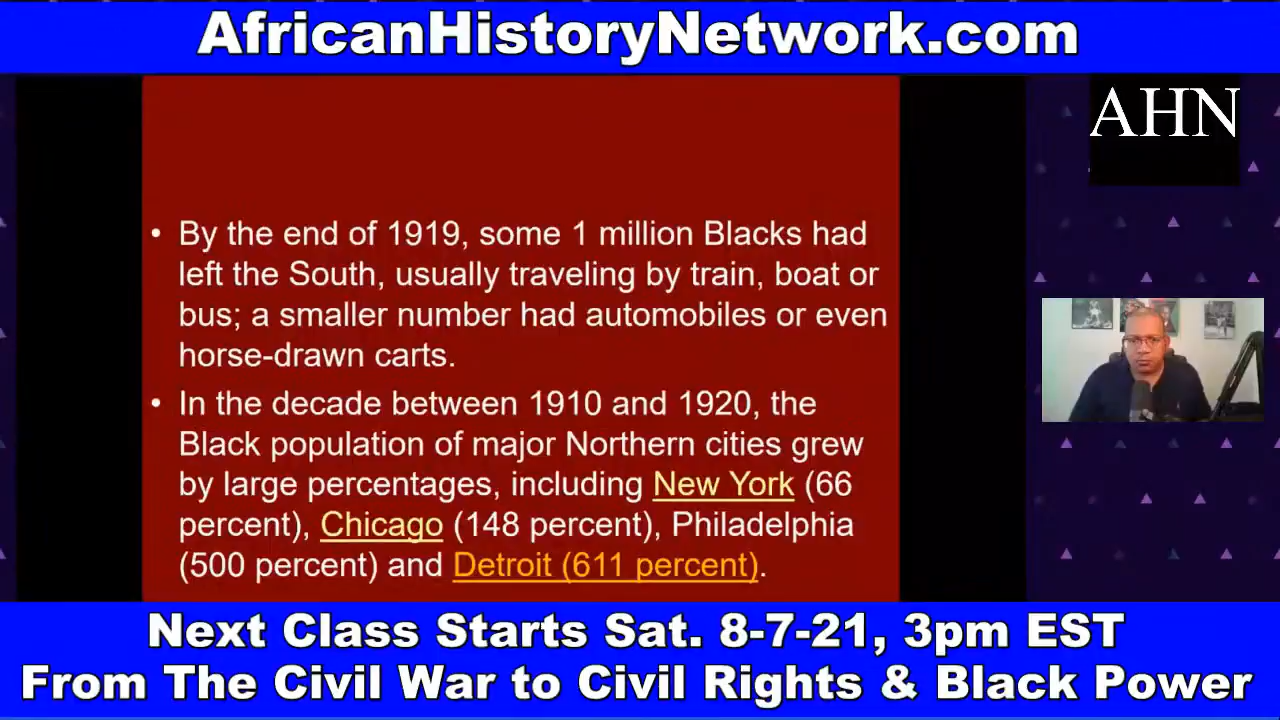 AfricanHistoryNetwork.com
AHN
• By the end of 1919, some 1 million Blacks had
left the South, usually traveling by train, boat or
bus; a smaller number had automobiles or even
horse-drawn carts.
• In the decade between 1910 and 1920, the
Black population of major Northern cities grew
by large percentages, including New York (66
percent), Chicago (148 percent), Philadelphia
(500 percent) and Detroit (611 percent).
Next Class Starts Sat. 8-7-21, 3pm EST
From The Civil War to Civil Rights & Black Power